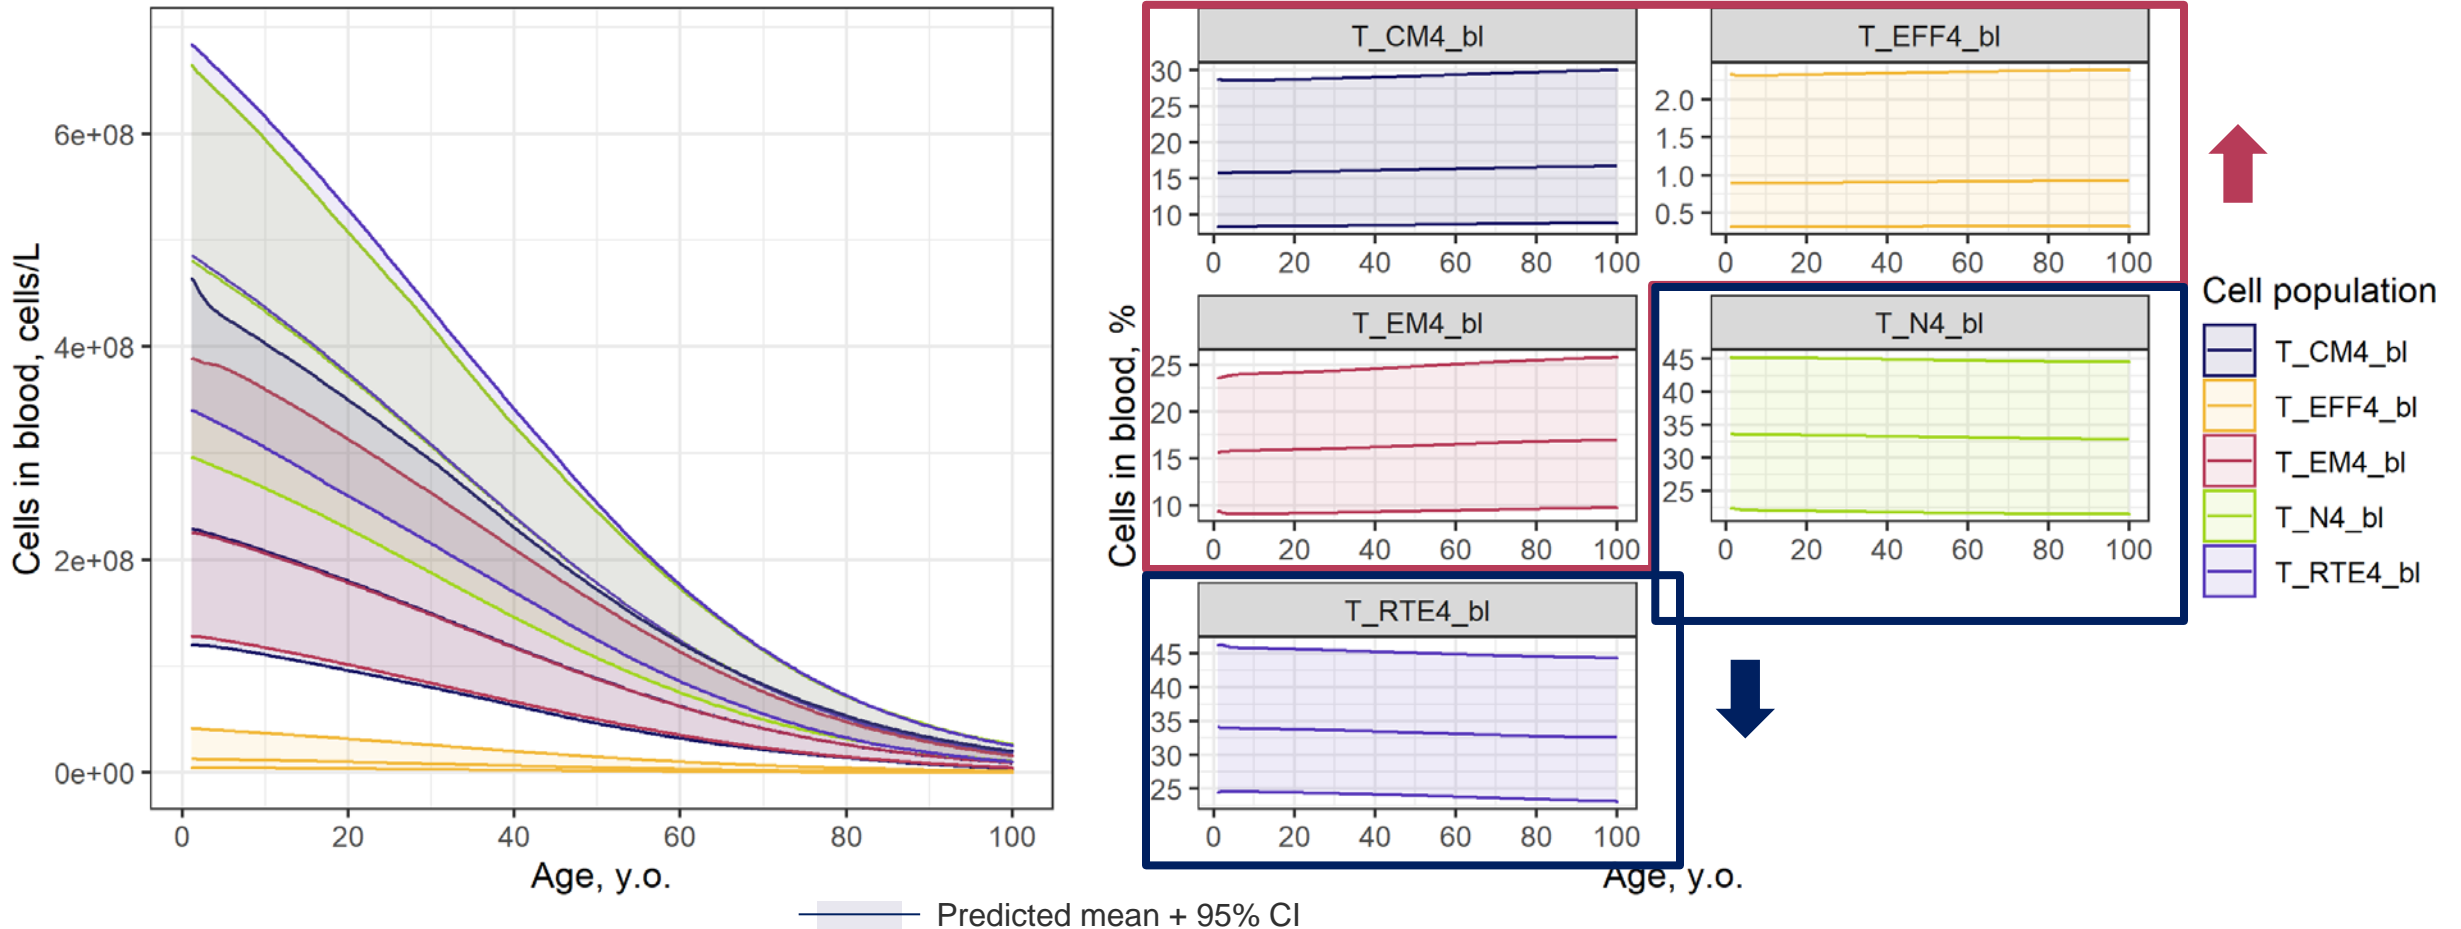 Cells in blood, cells/L
6e+08
4e+08
2e+08
0e+00
0 20 40 60 80 100
Age, y.o.
Cells in blood, %
T_CM4_bl
30
25
20
15
10
0 20 40 60 80 100
T_EFF4_bl
2.0
1.5
1.0
0.5
0 20 40 60 80 100
T_EM4_bl
25
20
15
10
0 20 40 60 80 100
T_N4_bl
45
40
35
30
25
0 20 40 60 80 100
T_RTE4_bl
45
40
35
30
25
0 20 40 60 80 100
Age, y.o.
Cell population
T_CM4_bl
T_EFF4_bl
T_EM4_bl
T_N4_bl
T_RTE4_bl
Predicted mean + 95% CI